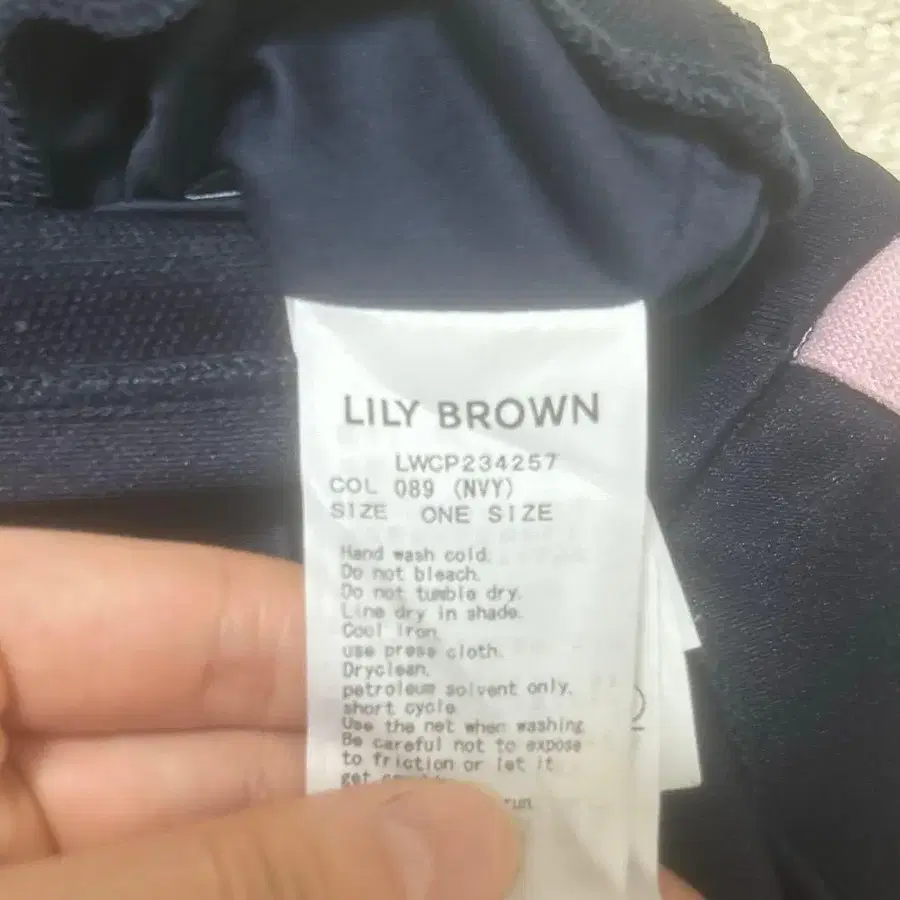 LILY BROWN
LWCP234257
COL 089 (NVY)
SIZE ONE SIZE
Hand wash cold.
Do not bleach.
Do not tumble dry.
Line dry in shade.
Cool iron.
use press cloth.
Dryclean.
petroleum solvent only.
short cycle
Use the net when washing
Be careful not to expose
to friction or let it
get
run